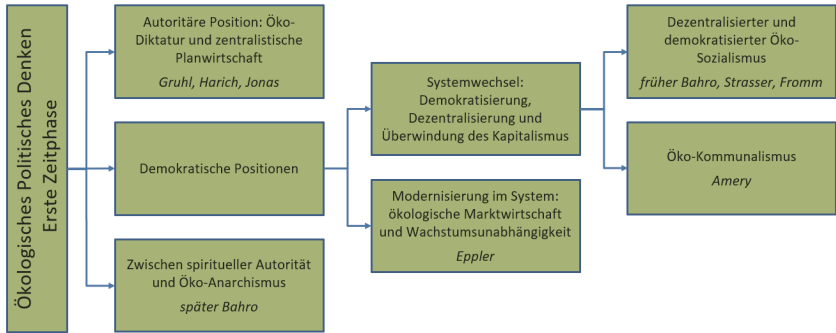 Ökologisches Politisches Denken
Erste Zeitphase
Autoritäre Position: Öko-
Diktatur und zentralistische
Planwirtschaft
Gruhl, Harich, Jonas
Demokratische Positionen
Zwischen spiritueller Autorität
und Öko-Anarchismus
später Bahro
Systemwechsel:
Demokratisierung,
Dezentralisierung und
Überwindung des Kapitalismus
Modernisierung im System:
ökologische Marktwirtschaft
und Wachstumsunabhängigkeit
Eppler
Dezentralisierter und
demokratisierter Öko-
Sozialismus
früher Bahro, Strasser, Fromm
Öko-Kommunalismus
Amery